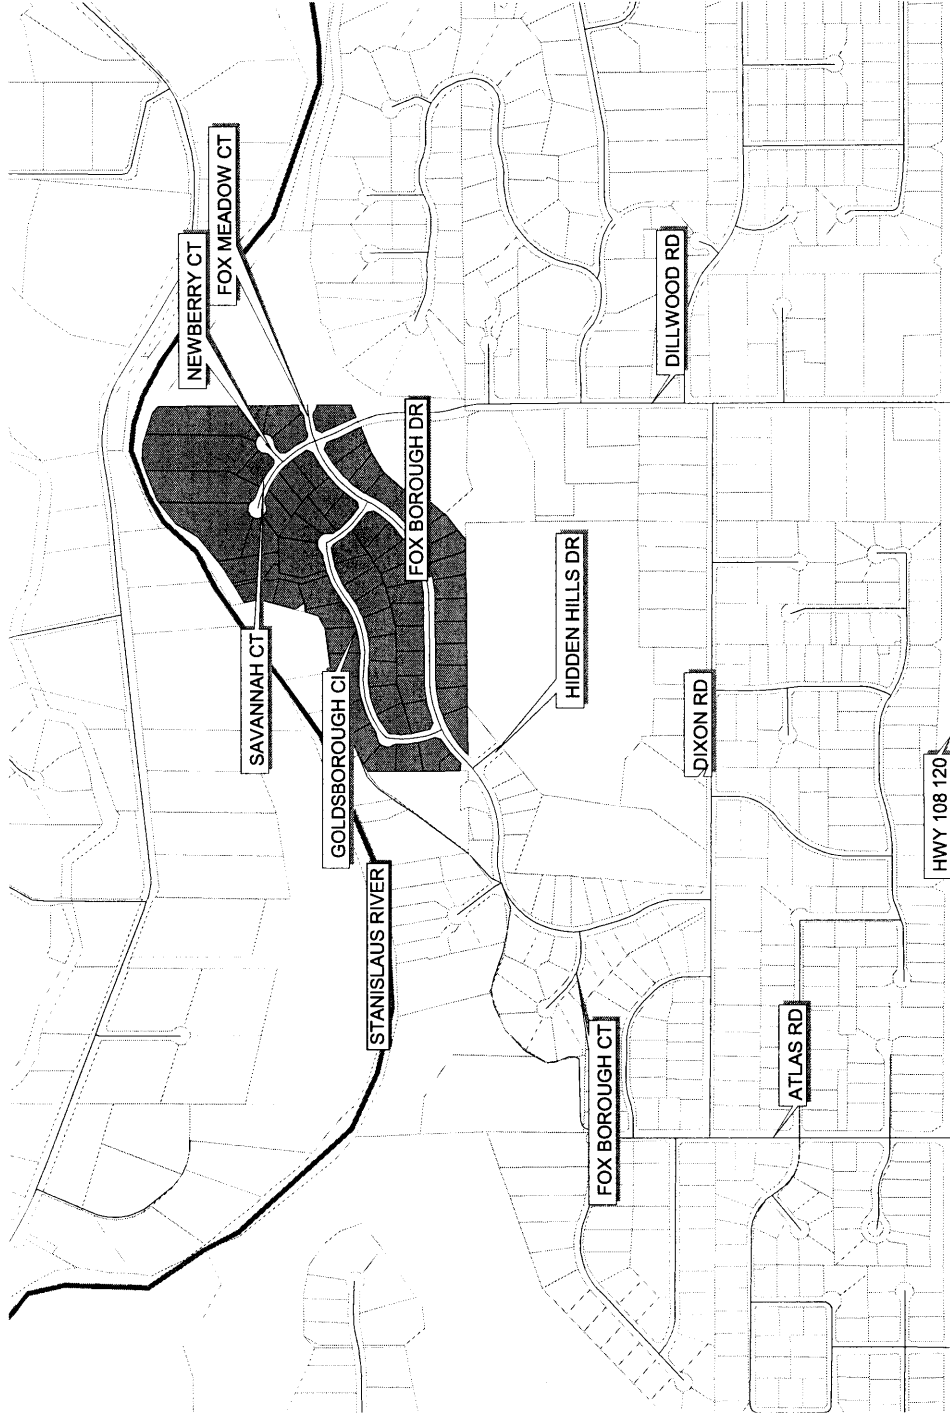 NEWBERRY CT
FOX MEADOW CT
SAVANNAH CT
GOLDSBOROUGH CI
STANISLAUS RIVER
FOX BOROUGH DR
DILLWOOD RD
HIDDEN HILLS DR
DIXON RD
FOX BOROUGH CT
ATLAS RD
HWY 108 120